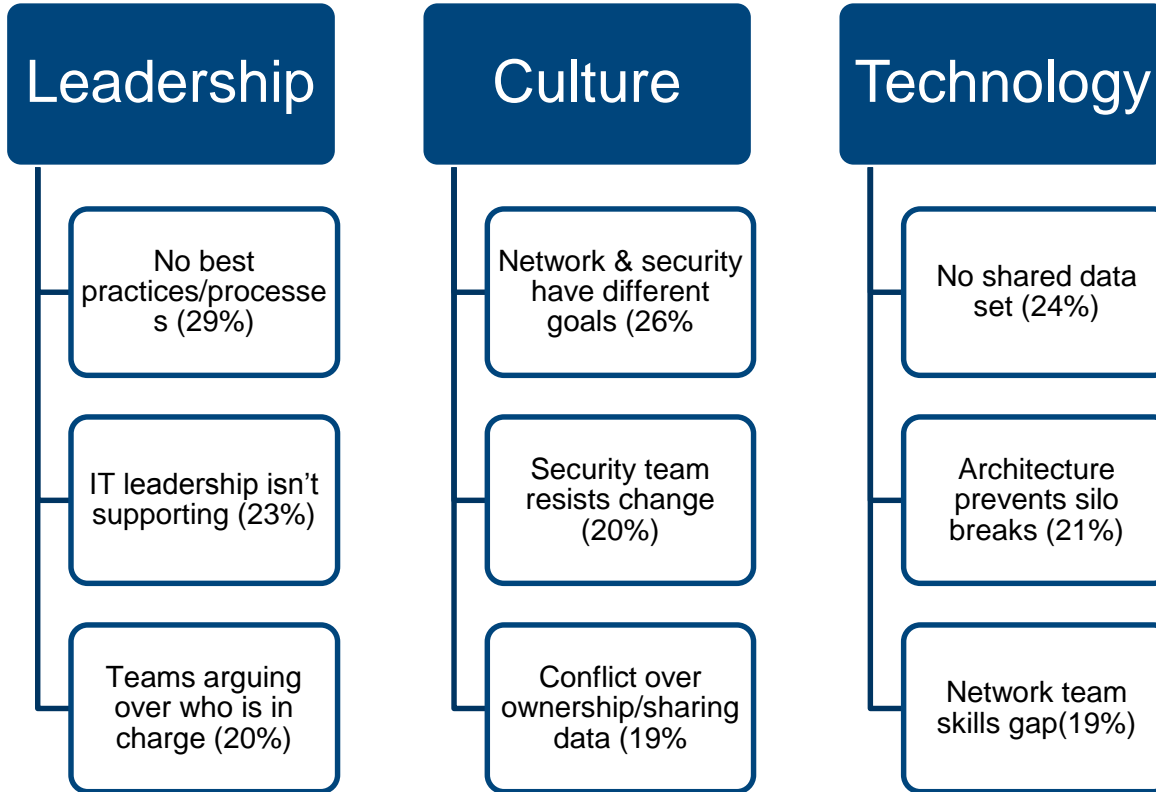 Leadership
No best
practices/processe
s (29%)
IT leadership isn’t
supporting (23%)
Teams arguing
over who is in
charge (20%)
Culture
Network & security
have different
goals (26%
Security team
resists change
(20%)
Conflict over
ownership/sharing
data (19%
Technology
No shared data
set (24%)
Architecture
prevents silo
breaks (21%)
Network team
skills gap(19%)